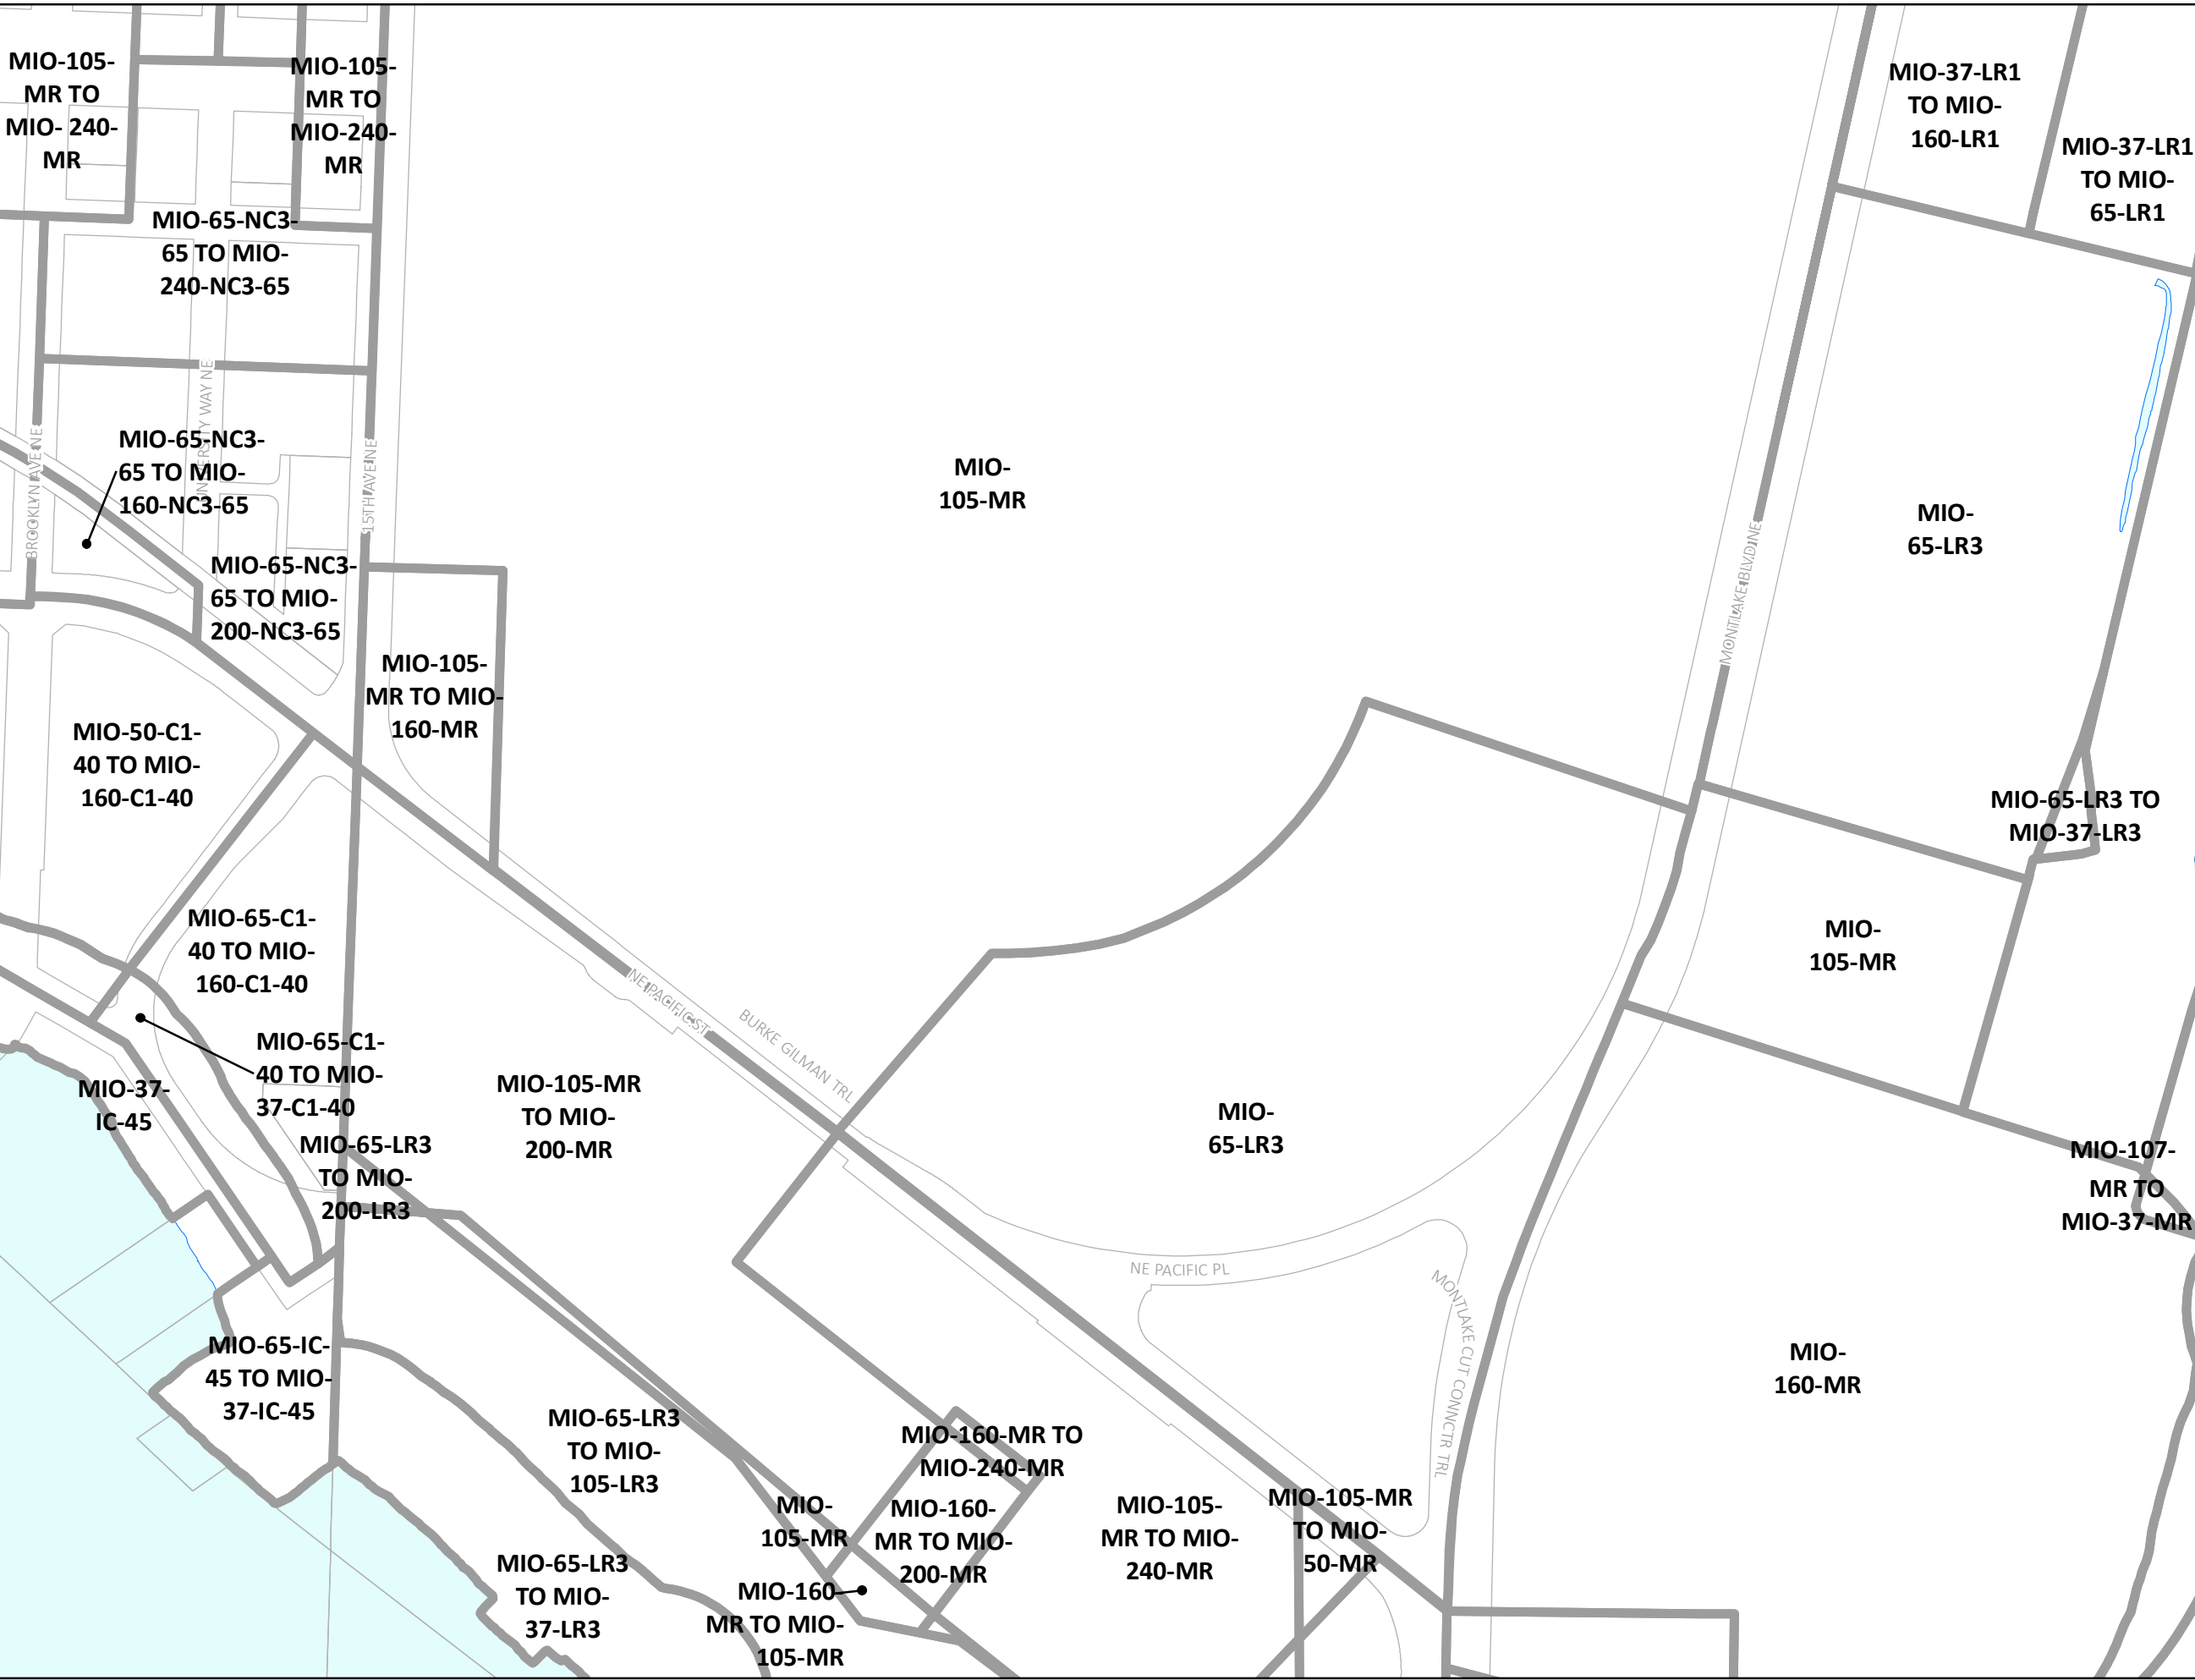 MIO-105-
MR TO
MIO- 240-
MR
MIO-105-
MR TO
MIO-240-
MR
MIO-37-LR1
TO MIO-
160-LR1
MIO-37-LR1
TO MIO-
65-LR1
MIO-65-NC3-
65 TO MIO-
240-NC3-65
UNIVERSITY WAY NE
MIO-65-NC3-
65 TO MIO-
160-NC3-65
BROOKLYN AVE NE
15TH AVE NE
MIO-
105-MR
MIO-
65-LR3
MONTLAKE BLVD NE
MIO-65-NC3-
65 TO MIO-
200-NC3-65
MIO-105-
MR TO MIO-
160-MR
MIO-50-C1-
40 TO MIO-
160-C1-40
MIO-65-LR3 TO
MIO-37-LR3
MIO-65-C1-
40 TO MIO-
160-C1-40
MIO-
105-MR
NE PACIFIC ST
BURKE GILMAN TRL
MIO-65-C1-
40 TO MIO-
37-C1-40
MIO-37-
IC-45
MIO-105-MR
TO MIO-
200-MR
MIO-
65-LR3
MIO-65-LR3
TO MIO-
200-LR3
MIO-107-
MR TO
MIO-37-MR
NE PACIFIC PL
MONTLAKE CUT CONNCTR TRL
MIO-65-IC-
45 TO MIO-
37-IC-45
MIO-
160-MR
MIO-65-LR3
TO MIO-
105-LR3
MIO-160-MR TO
MIO-240-MR
MIO-
105-MR
MIO-160-
MR TO MIO-
200-MR
MIO-105-
MR TO MIO-
240-MR
MIO-105-MR
TO MIO-
50-MR
MIO-65-LR3
TO MIO-
37-LR3
MIO-160
MR TO MIO-
105-MR